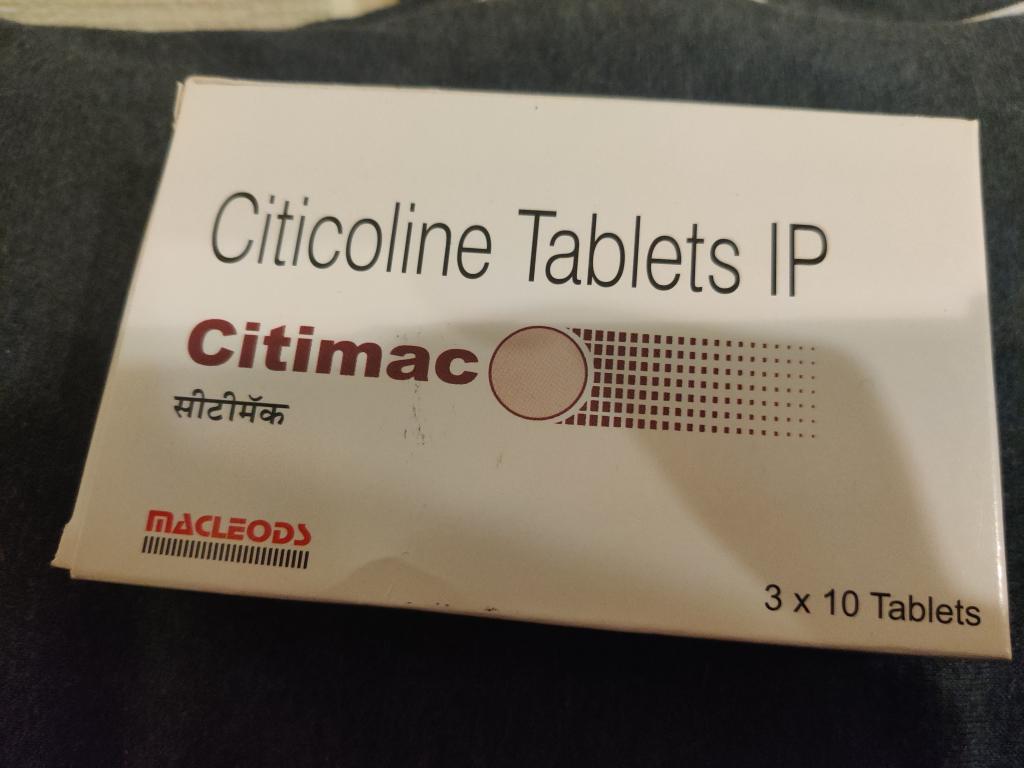 Citicoline Tablets IP
Citimac
सीटीमॅक
MACLEODS
3 x 10 Tablets